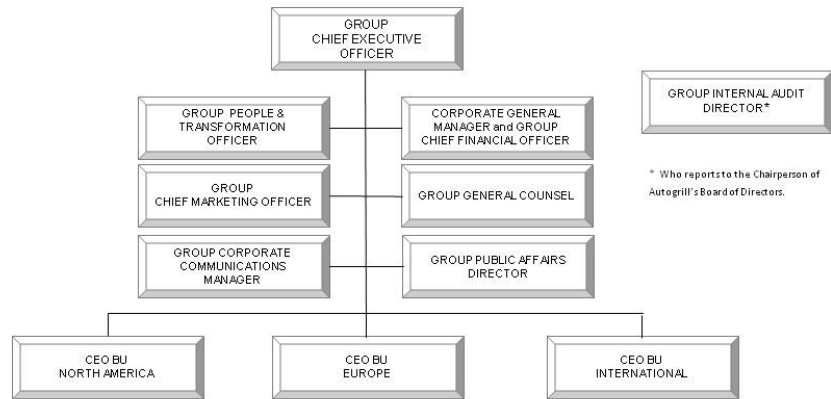 GROUP
CHIEF EXECUTIVE
OFFICER
GROUP INTERNAL AUDIT
DIRECTOR*
GROUP PEOPLE &
TRANSFORMATION
OFFICER
CORPORATE GENERAL
MANAGER and GROUP
CHIEF FINANCIAL OFFICER
* Who reports to the Chairperson of
Autogrill's Board of Directors.
GROUP
CHIEF MARKETING OFFICER
GROUP GENERAL COUNSEL
GROUP CORPORATE
COMMUNICATIONS
MANAGER
GROUP PUBLIC AFFAIRS
DIRECTOR
CEO BU
NORTH AMERICA
CEO BU
EUROPE
CEO BU
INTERNATIONAL